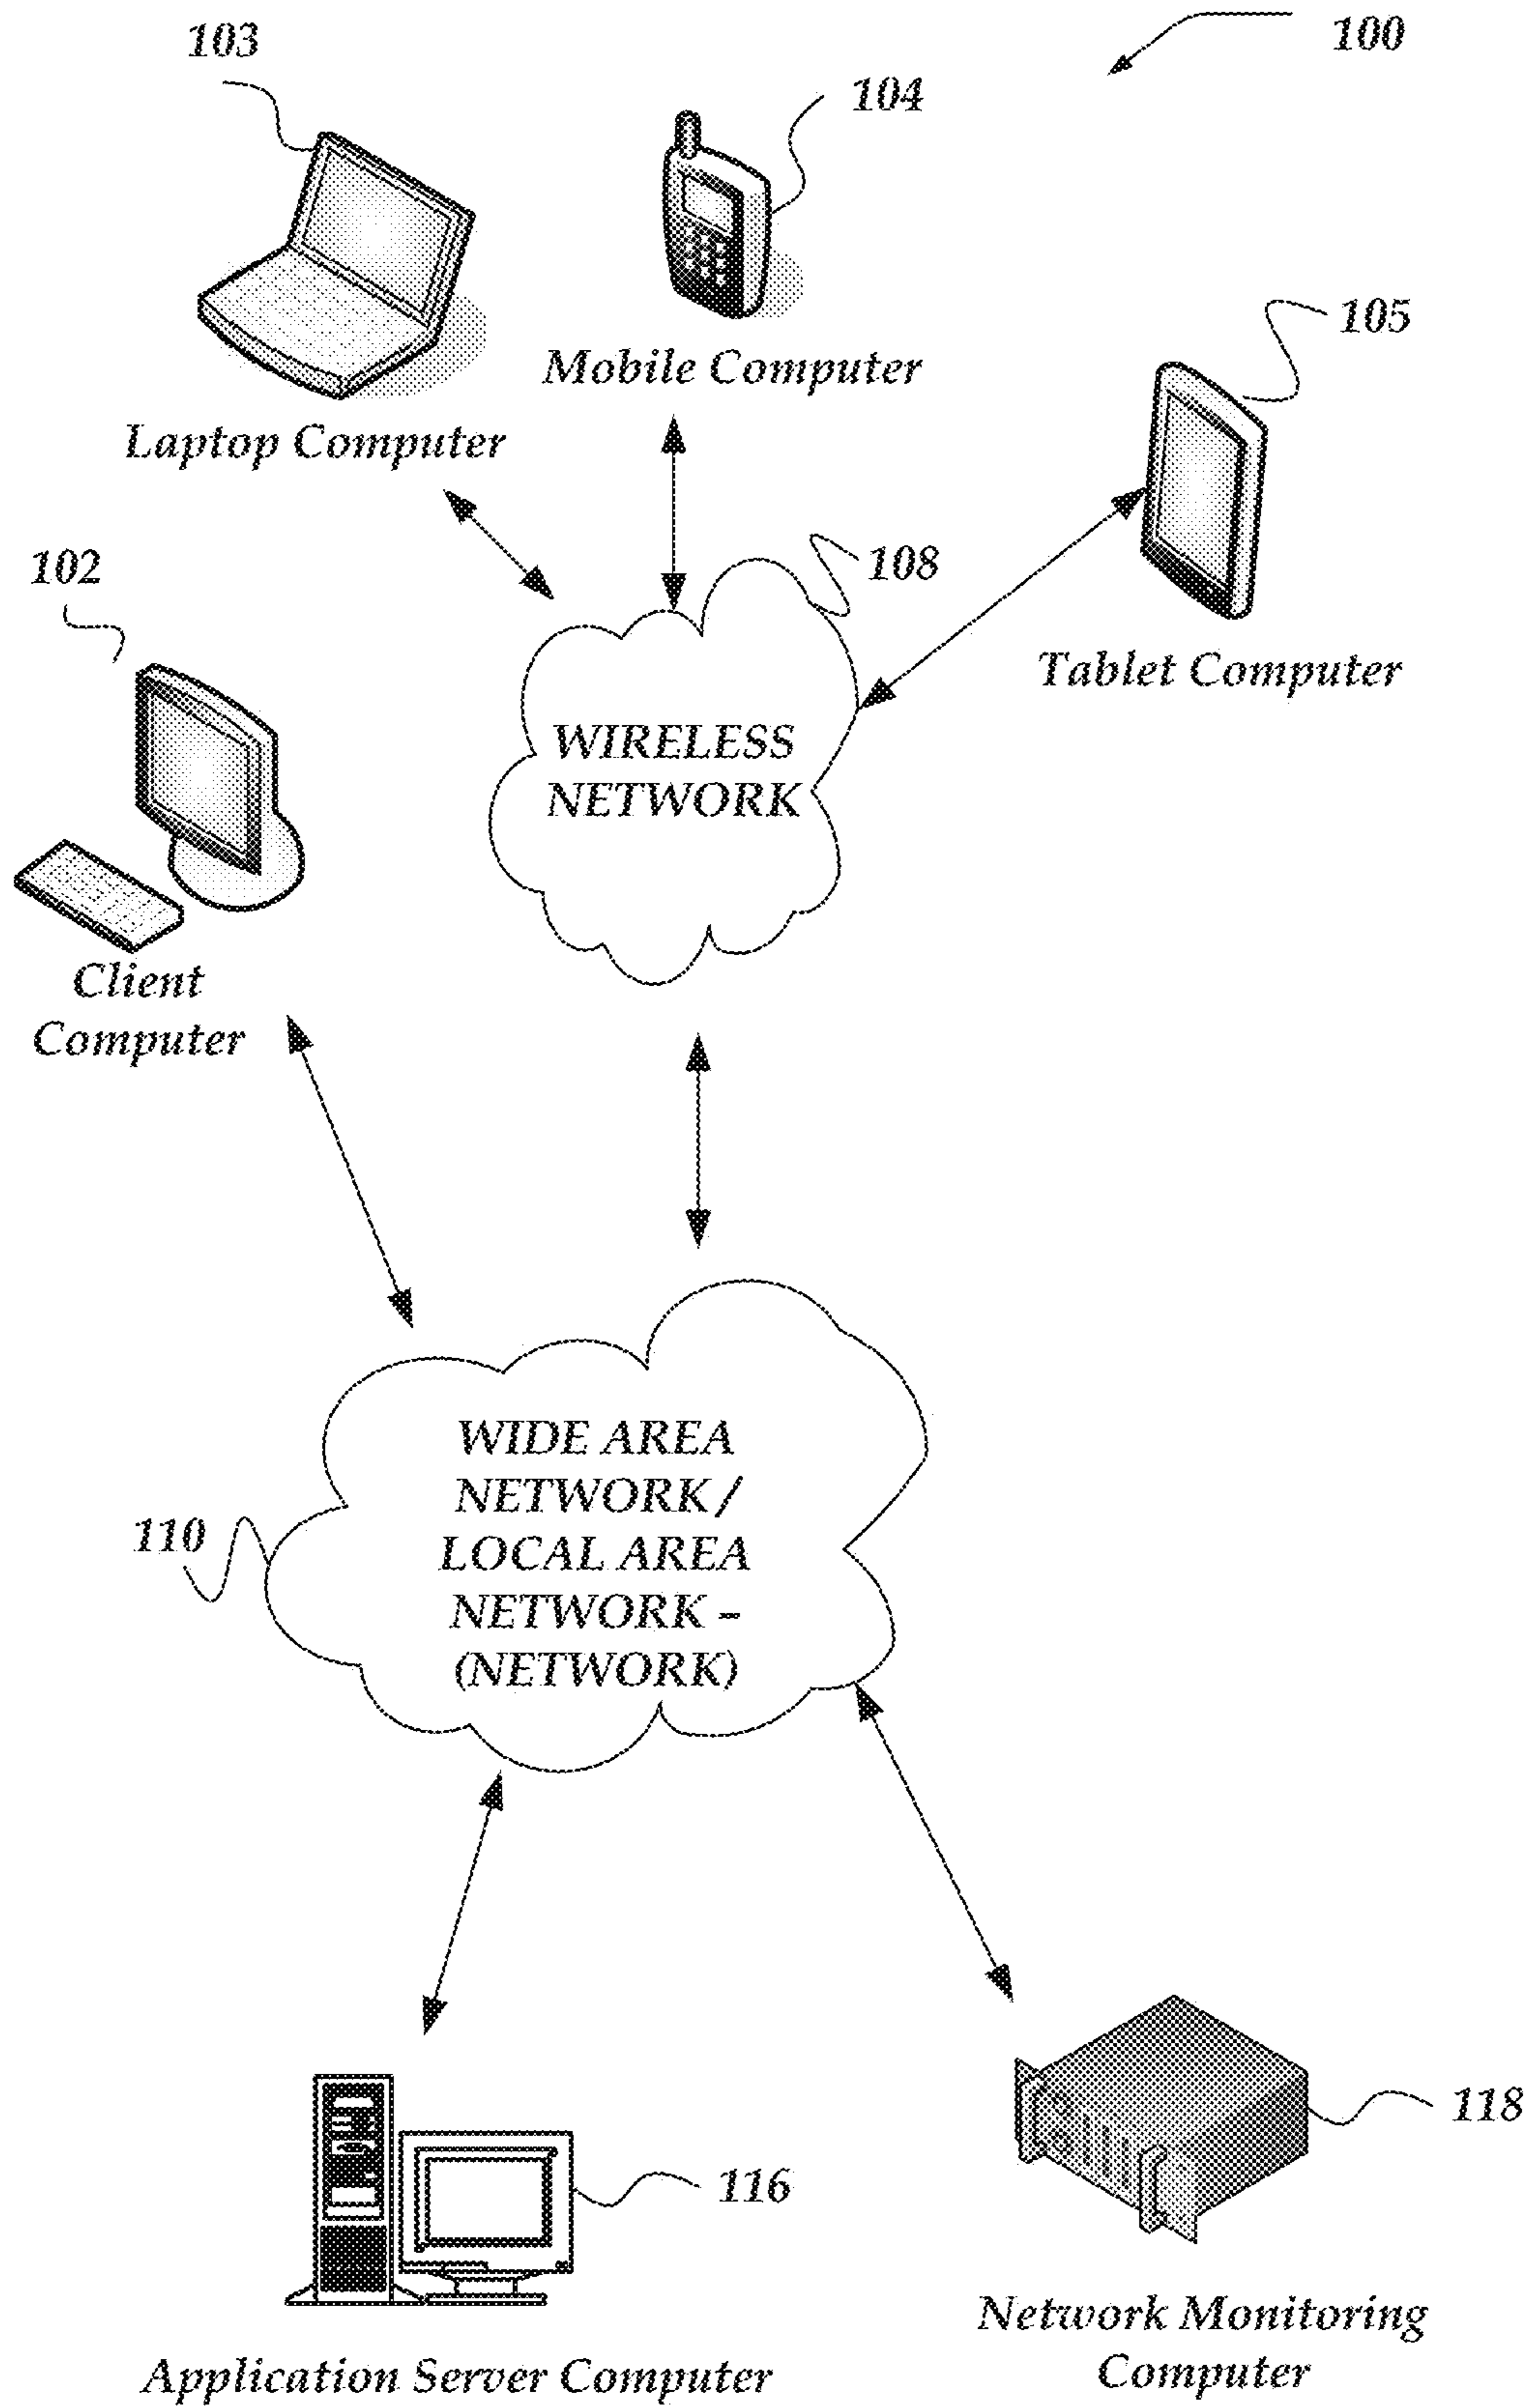 103
100
104
105
Mobile Computer
Laptop Computer
102
108
Tablet Computer
WIRELESS
NETWORK
Client
Computer
WIDE AREA
NETWORK /
LOCAL AREA
NETWORK –
(NETWORK)
110
118
116
Network Monitoring
Computer
Application Server Computer